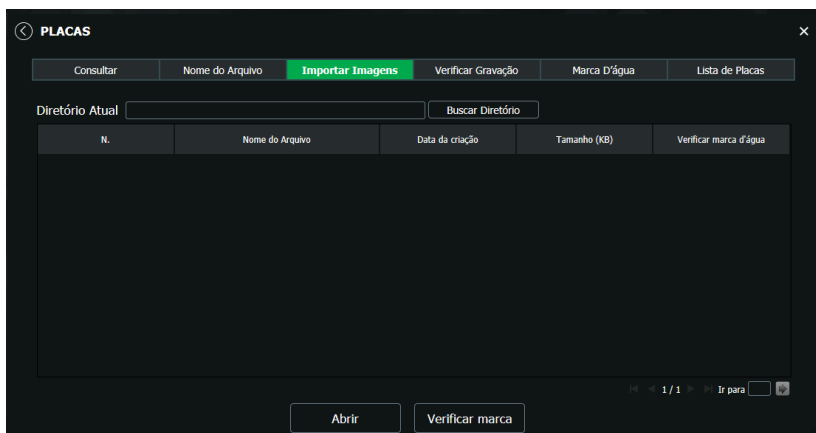 PLACAS
Consultar Nome do Arquivo Importar Imagens Verificar Gravação Marca D'água Lista de Placas
Diretório Atual Buscar Diretório
N. Nome do Arquivo Data da criação Tamanho (KB) Verificar marca d'água
1 / 1 Ir para
Abrir Verificar marca